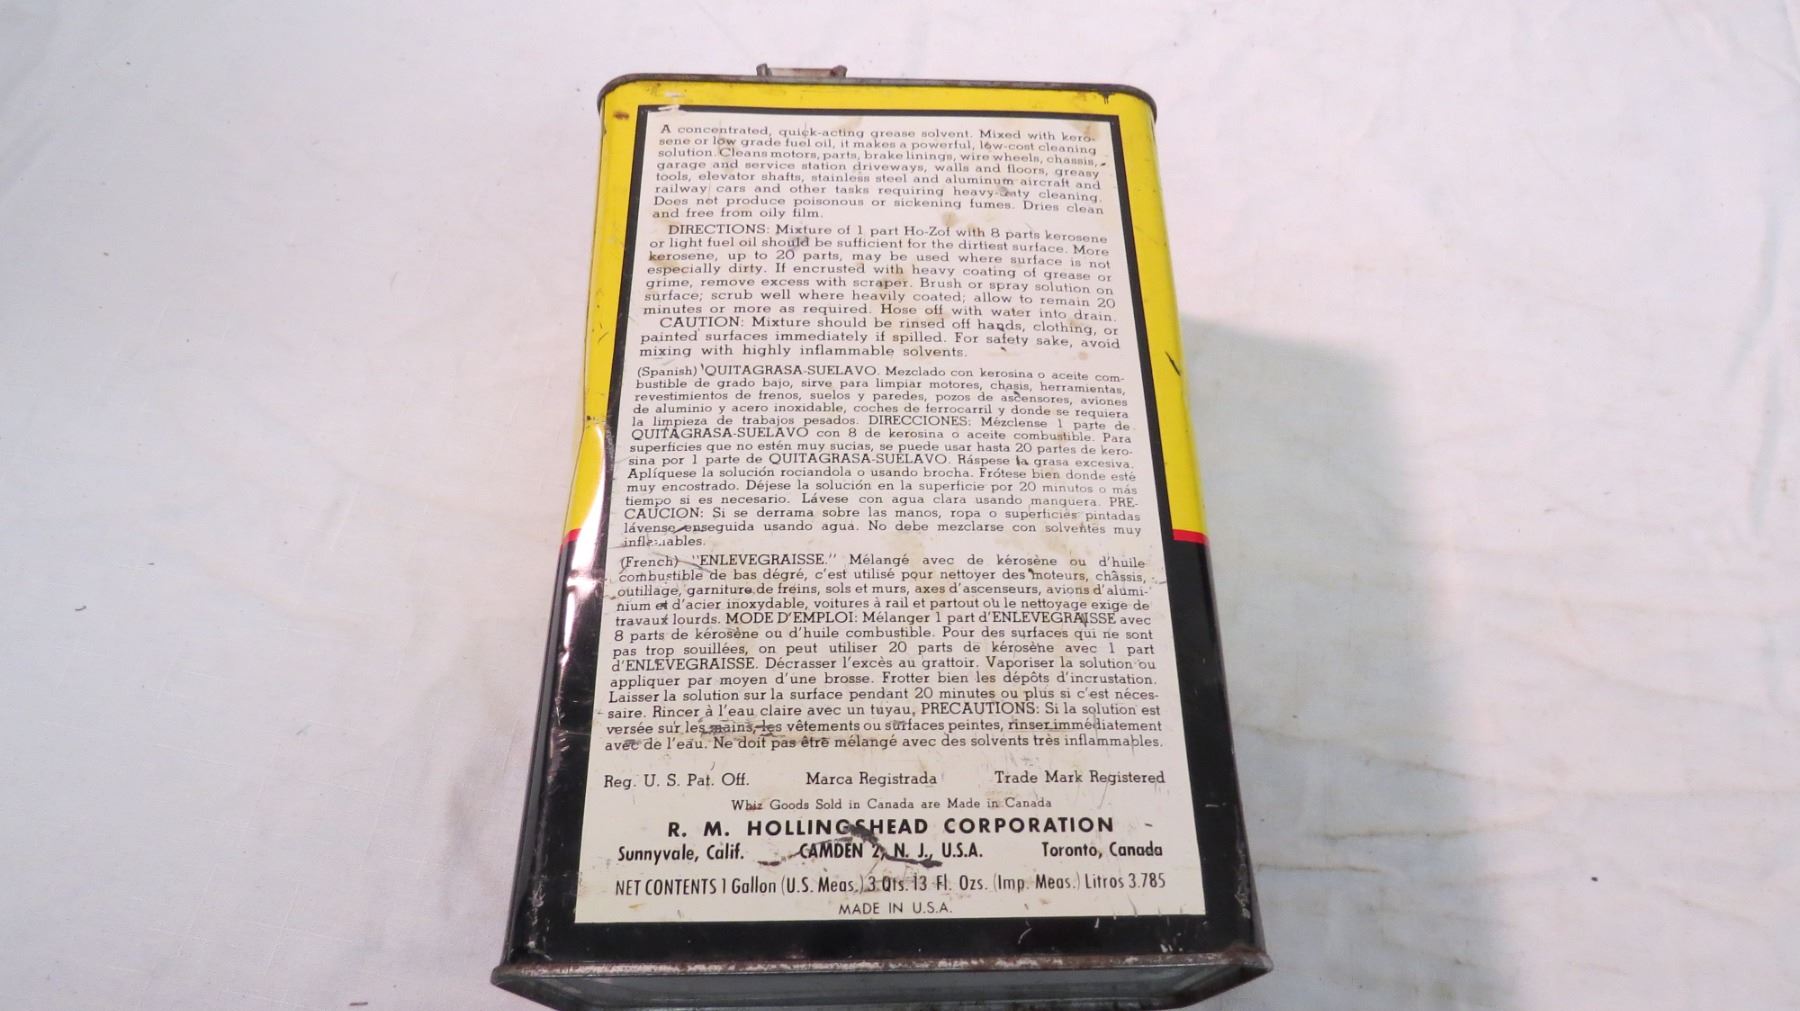 A concentrated, quick-acting grease solvent. Mixed with kero-
sene or low grade fuel oil, it makes a powerful, low-cost cleaning
solution. Cleans motors, parts, brake linings, wire wheels, chassis,
garage and service station driveways, walls and floors, greasy
tools, elevator shafts, stainless steel and aluminum aircraft and
railway cars and other tasks requiring heavy-duty cleaning.
Does not produce poisonous or sickening fumes. Dries clean
and free from oily film.
DIRECTIONS: Mixture of 1 part Ho-Zof with 8 parts kerosene
or light fuel oil should be sufficient for the dirtiest surface. More
kerosene, up to 20 parts, may be used where surface is not
especially dirty. If encrusted with heavy coating of grease or
grime, remove excess with scraper. Brush or spray solution on
surface; scrub well where heavily coated; allow to remain 20
minutes or more as required. Hose off with water into drain.
CAUTION: Mixture should be rinsed off hands, clothing, or
painted surfaces immediately if spilled. For safety sake, avoid
mixing with highly inflammable solvents.
(Spanish) QUITAGRASA-SUELAVO. Mezclado con kerosina o aceite com-
bustible de grado bajo, sirve para limpiar motores, chasis, herramientas,
revestimientos de frenos, suelos y paredes, pozos de ascensores, aviones
de aluminio y acero inoxidable, coches de ferrocarril y donde se requiera
la limpieza de trabajos pesados. DIRECCIONES: Mézclense 1 parte de
QUITAGRASA-SUELAVO con 8 de kerosina o aceite combustible. Para
superficies que no estén muy sucias, se puede usar hasta 20 partes de kero-
sina por 1 parte de QUITAGRASA-SUELAVO. Ráspese la grasa excesiva.
Aplíquese la solución rociandola o usando brocha. Frótese bien donde esté
muy encostrado. Déjese la solución en la superficie por 20 minutos o más
tiempo si es necesario. Lávese con agua clara usando manguera. PRE-
CAUCION: Si se derrama sobre las manos, ropa o superficies pintadas
lávense enseguida usando agua. No debe mezclarse con solventes muy
inflamables.
(French) "ENLEVEGRAISSE." Mélangé avec de kérosène ou d'huile
combustible de bas dégré, c'est utilisé pour nettoyer des moteurs, châssis,
outillage, garniture de freins, sols et murs, axes d'ascenseurs, avions d'alumi-
nium et d'acier inoxydable, voitures à rail et partout où le nettoyage exige de
travaux lourds. MODE D'EMPLOI: Mélanger 1 part d'ENLEVEGRAISSE avec
8 parts de kérosène ou d'huile combustible. Pour des surfaces qui ne sont
pas trop souillées, on peut utiliser 20 parts de kérosène avec 1 part
d'ENLEVEGRAISSE. Décrasser l'excès au grattoir. Vaporiser la solution ou
appliquer par moyen d'une brosse. Frotter bien les dépôts d'incrustation.
Laisser la solution sur la surface pendant 20 minutes ou plus si c'est néces-
saire. Rincer à l'eau claire avec un tuyau. PRECAUTIONS: Si la solution est
versée sur les mains, les vêtements ou surfaces peintes, rinser immédiatement
avec de l'eau. Ne doit pas être mélangé avec des solvents très inflammables.
Reg. U. S. Pat. Off. Marca Registrada Trade Mark Registered
Whiz Goods Sold in Canada are Made in Canada
R. M. HOLLINGSHEAD CORPORATION
Sunnyvale, Calif. CAMDEN 2, N. J., U.S.A. Toronto, Canada
NET CONTENTS 1 Gallon (U.S. Meas.) 3 Qts. 13 Fl. Ozs. (Imp. Meas.) Litros 3.785
MADE IN U.S.A.